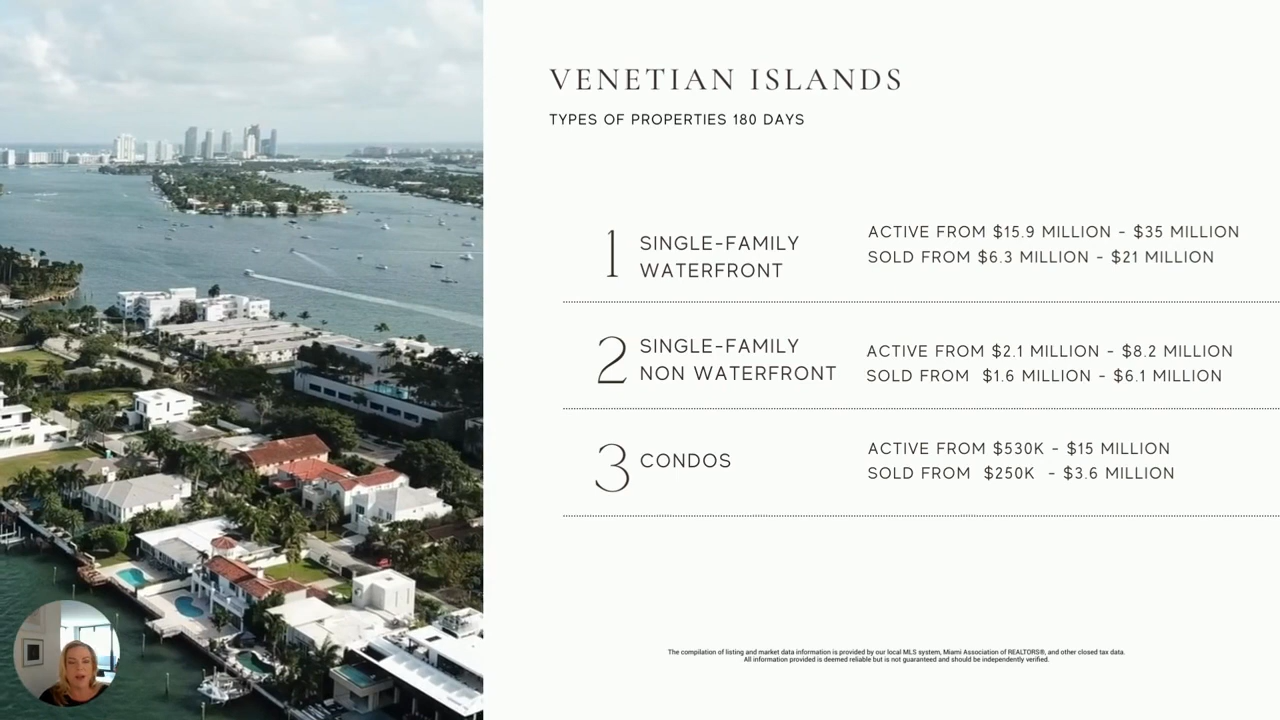 VENETIAN ISLANDS
TYPES OF PROPERTIES 180 DAYS
1
SINGLE-FAMILY
WATERFRONT
ACTIVE FROM $15.9 MILLION - $35 MILLION
SOLD FROM $6.3 MILLION - $21 MILLION
2
SINGLE-FAMILY
NON WATERFRONT
ACTIVE FROM $2.1 MILLION - $8.2 MILLION
SOLD FROM $1.6 MILLION - $6.1 MILLION
3
CONDOS
ACTIVE FROM $530K - $15 MILLION
SOLD FROM $250K - $3.6 MILLION
The compilation of listing and market data information is provided by our local MLS system, Miami Association of REALTORS®, and other closed tax data.
All information provided is deemed reliable but is not guaranteed and should be independently verified.